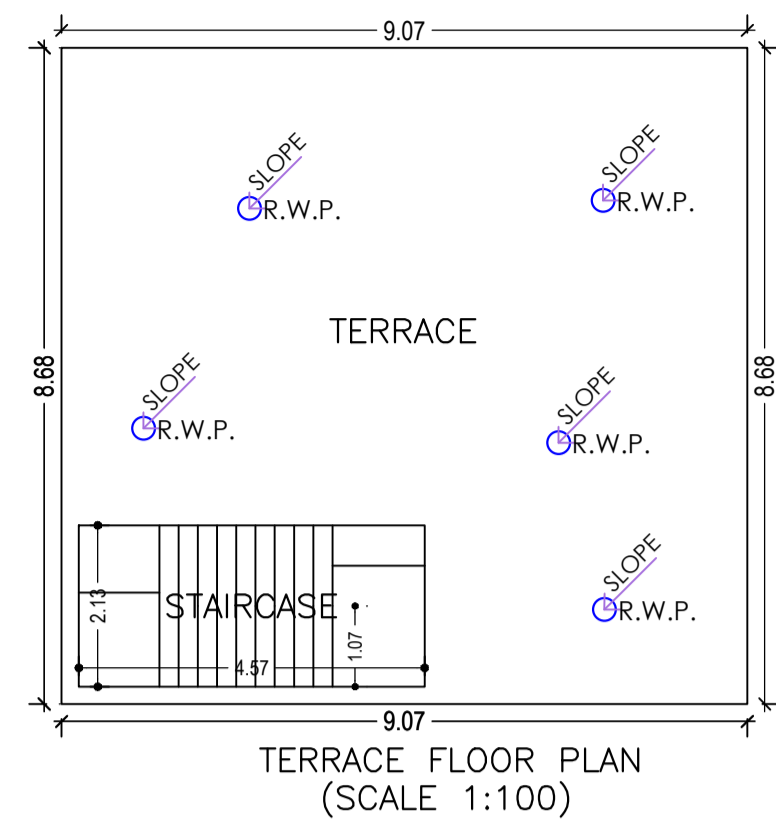 9.07
SLOPE
R.W.P.
SLOPE
R.W.P.
TERRACE
8.68
8.68
SLOPE
R.W.P.
SLOPE
R.W.P.
2.13
STAIRCASE
1.07
4.57
SLOPE
R.W.P.
9.07
TERRACE FLOOR PLAN
(SCALE 1:100)